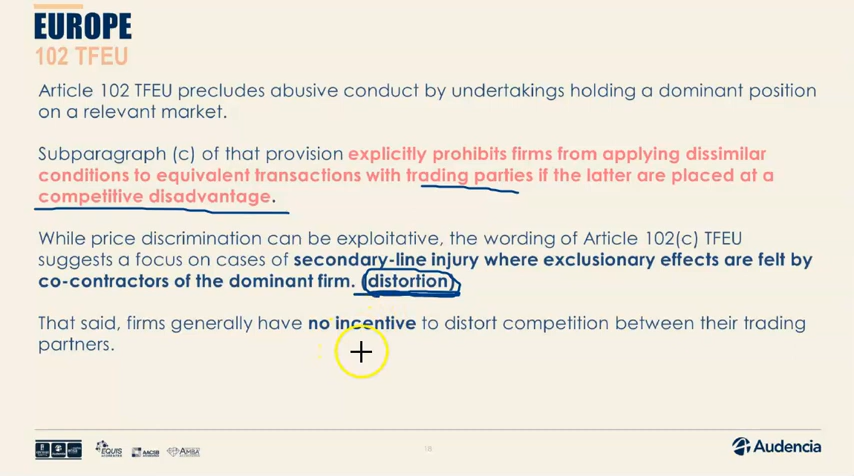 EUROPE
102 TFEU
Article 102 TFEU precludes abusive conduct by undertakings holding a dominant position
on a relevant market.
Subparagraph (c) of that provision explicitly prohibits firms from applying dissimilar
conditions to equivalent transactions with trading parties if the latter are placed at a
competitive disadvantage.
While price discrimination can be exploitative, the wording of Article 102(c) TFEU
suggests a focus on cases of secondary-line injury where exclusionary effects are felt by
co-contractors of the dominant firm. (distortion)
That said, firms generally have no incentive to distort competition between their trading
partners.
EQUIS
AACSB
AMBA
18
Audencia